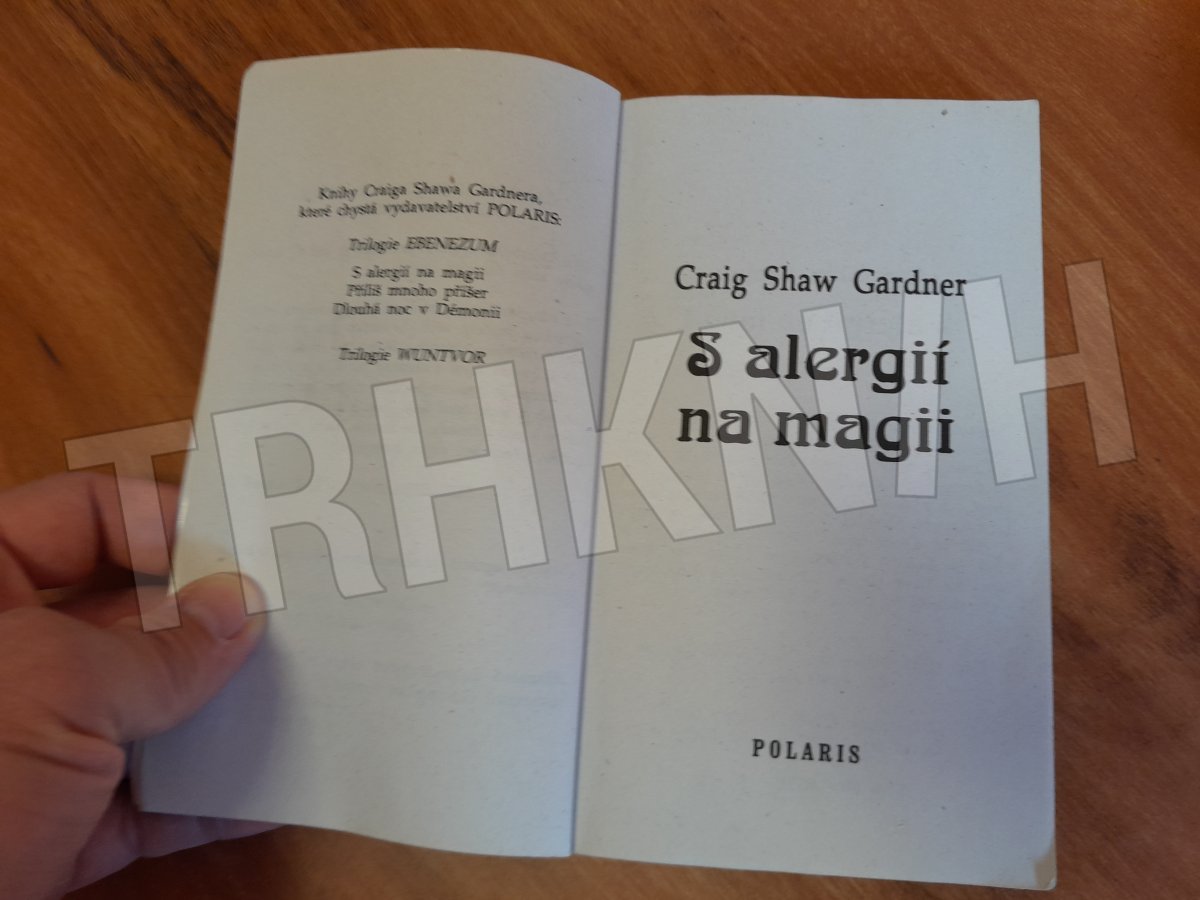 Knihy Craiga Shawa Gardnera,
které chystá vydavatelství POLARIS:
Trilogie EBENEZUM
S alergií na magii
Příliš mnoho příšer
Dlouhá noc v Démonii
Trilogie WUNTVOR
Craig Shaw Gardner
S alergií
na magii
POLARIS
TRHKNIH